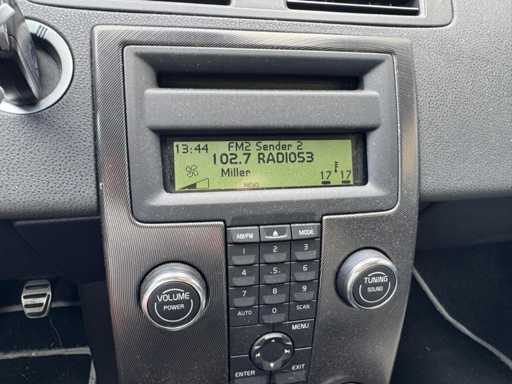 13:44 FM2 Sender 2
102.7 RADIO53
Miller
17 17
MENU
AM/FM MODE
1 2 3
4 .5. 6
7 8 9
AUTO 0 SCAN
MENU
ENTER EXIT
VOLUME
POWER
TUNING
SOUND